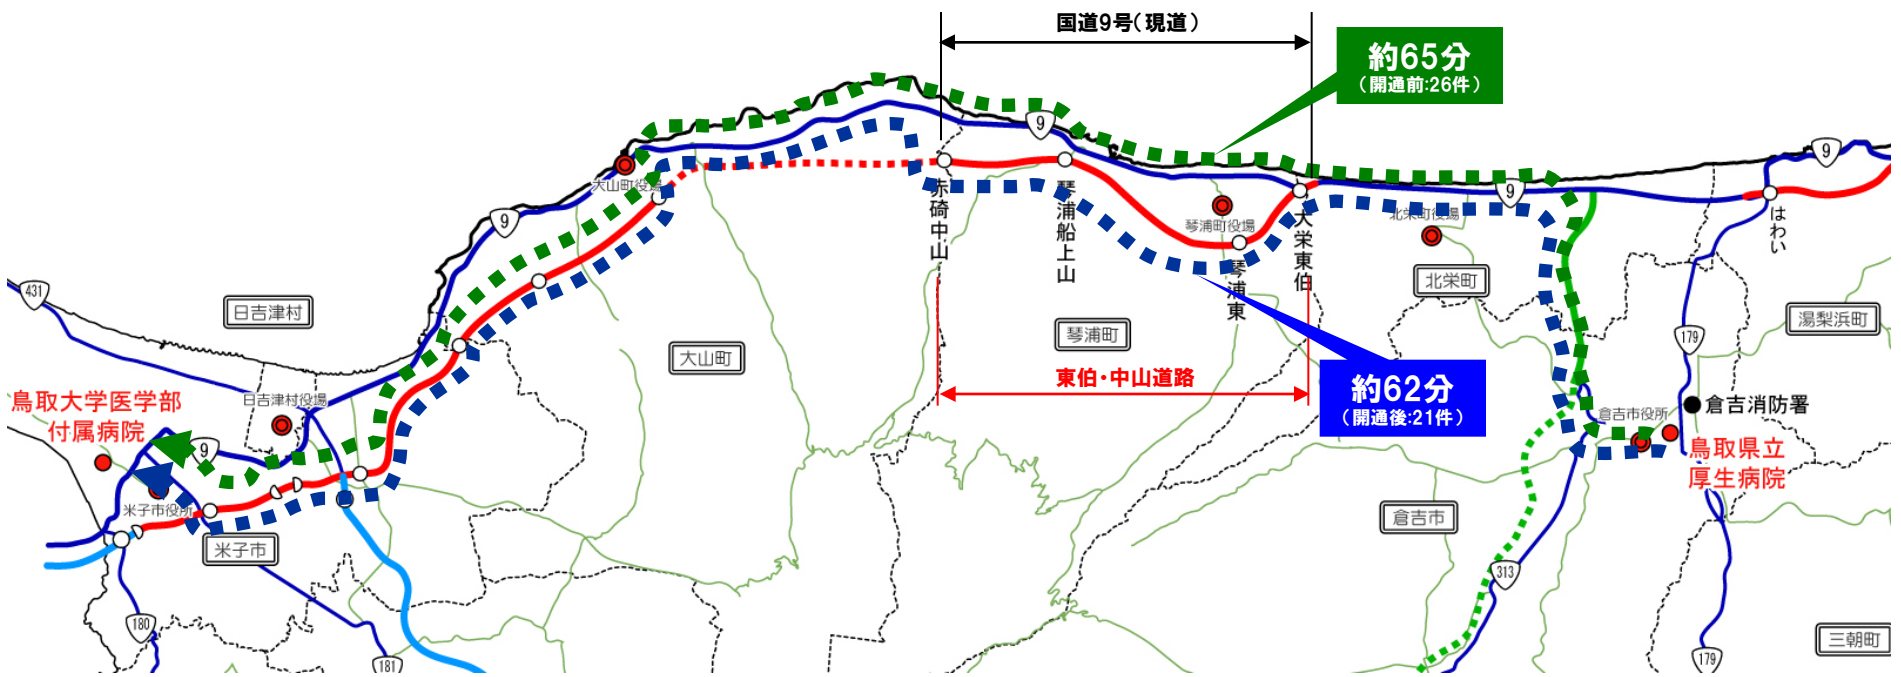 国道9号(現道)
約65分
(開通前:26件)
9
9
9
9
大山町役場
赤碕中山
琴浦船上山
琴浦町役場
琴浦東
大栄東伯
北栄町役場
はわい
431
日吉津村
大山町
琴浦町
北栄町
湯梨浜町
179
東伯・中山道路
約62分
(開通後:21件)
鳥取大学医学部
付属病院
日吉津村役場
9
倉吉市役所
倉吉消防署
鳥取県立
厚生病院
米子市役所
米子市
倉吉市
313
180
181
179
三朝町